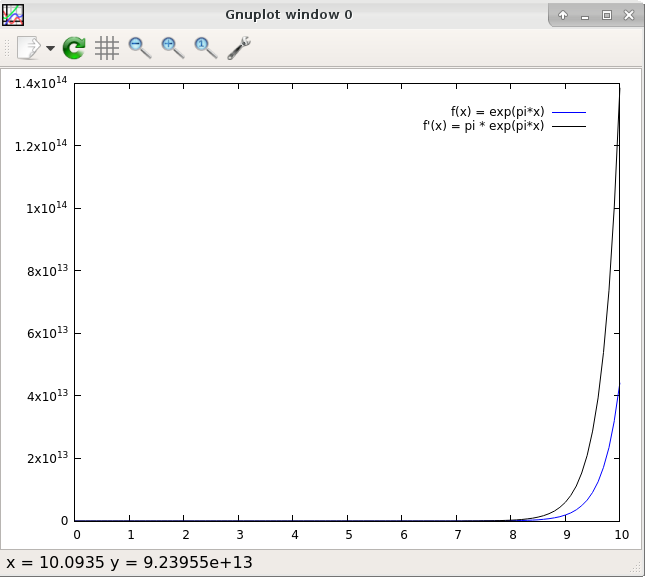 Gnuplot window 0
1.4x10^14
f(x) = exp(pi*x)
f'(x) = pi * exp(pi*x)
1.2x10^14
1x10^14
8x10^13
6x10^13
4x10^13
2x10^13
0
0 1 2 3 4 5 6 7 8 9 10
x = 10.0935 y = 9.23955e+13